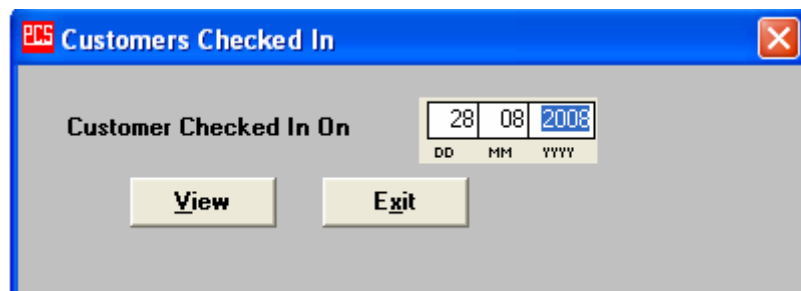 PCS Customers Checked In
Customer Checked In On 28 08 2008
DD MM YYYY
View Exit